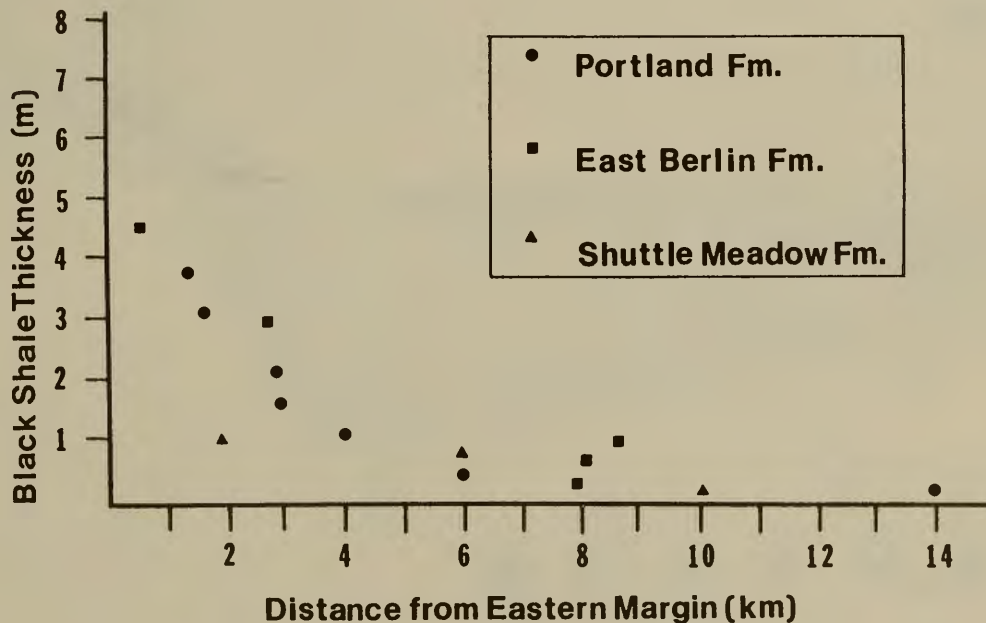 8
7
6
5
4
3
2
1
Black Shale Thickness (m)
Portland Fm.
East Berlin Fm.
Shuttle Meadow Fm.
2 4 6 8 10 12 14
Distance from Eastern Margin (km)